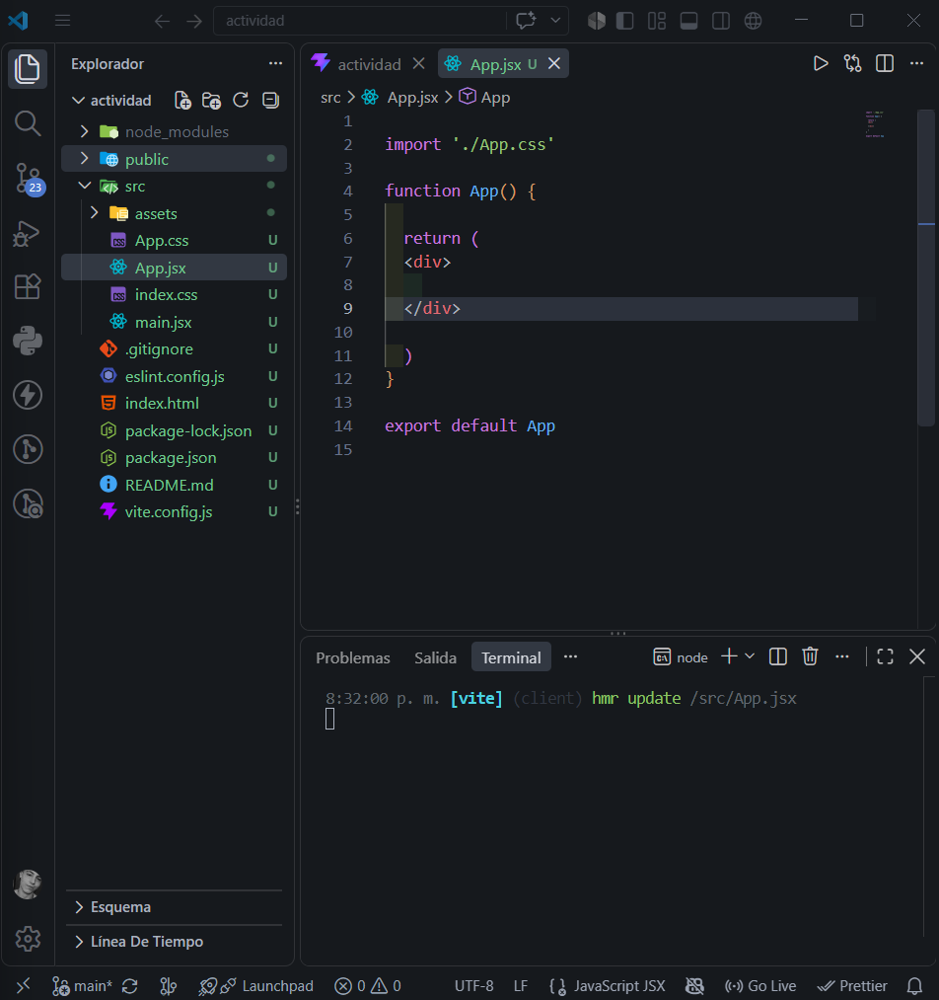 actividad
Explorador
actividad
node_modules
public
src
assets
App.css U
App.jsx U
index.css U
main.jsx U
.gitignore U
eslint.config.js U
index.html U
package-lock.json U
package.json U
README.md U
vite.config.js U
23
Esquema
Línea De Tiempo
actividad
App.jsx U
src > App.jsx > App
1
2 import './App.css'
3
4 function App() {
5
6   return (
7   <div>
8
9   </div>
10
11   )
12 }
13
14 export default App
15
Problemas Salida Terminal node
8:32:00 p. m. [vite] (client) hmr update /src/App.jsx
main* Launchpad 0 0 UTF-8 LF JavaScript JSX Go Live Prettier